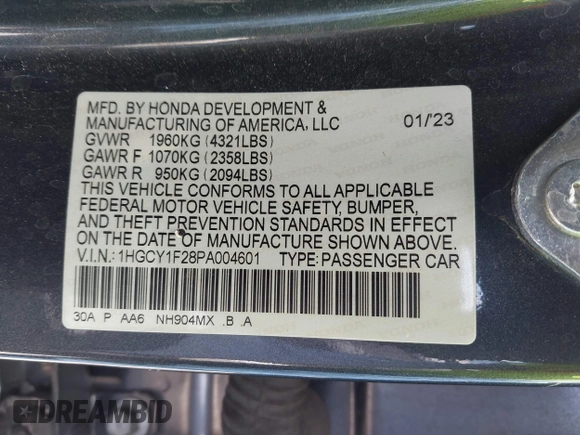 MFD. BY HONDA DEVELOPMENT &
MANUFACTURING OF AMERICA, LLC 01/'23
GVWR 1960KG (4321LBS)
GAWR F 1070KG (2358LBS)
GAWR R 950KG (2094LBS)
THIS VEHICLE CONFORMS TO ALL APPLICABLE
FEDERAL MOTOR VEHICLE SAFETY, BUMPER,
AND THEFT PREVENTION STANDARDS IN EFFECT
ON THE DATE OF MANUFACTURE SHOWN ABOVE.
V.I.N.: 1HGCY1F28PA004601 TYPE: PASSENGER CAR
30A P AA6 NH904MX .B .A
DREAMBID